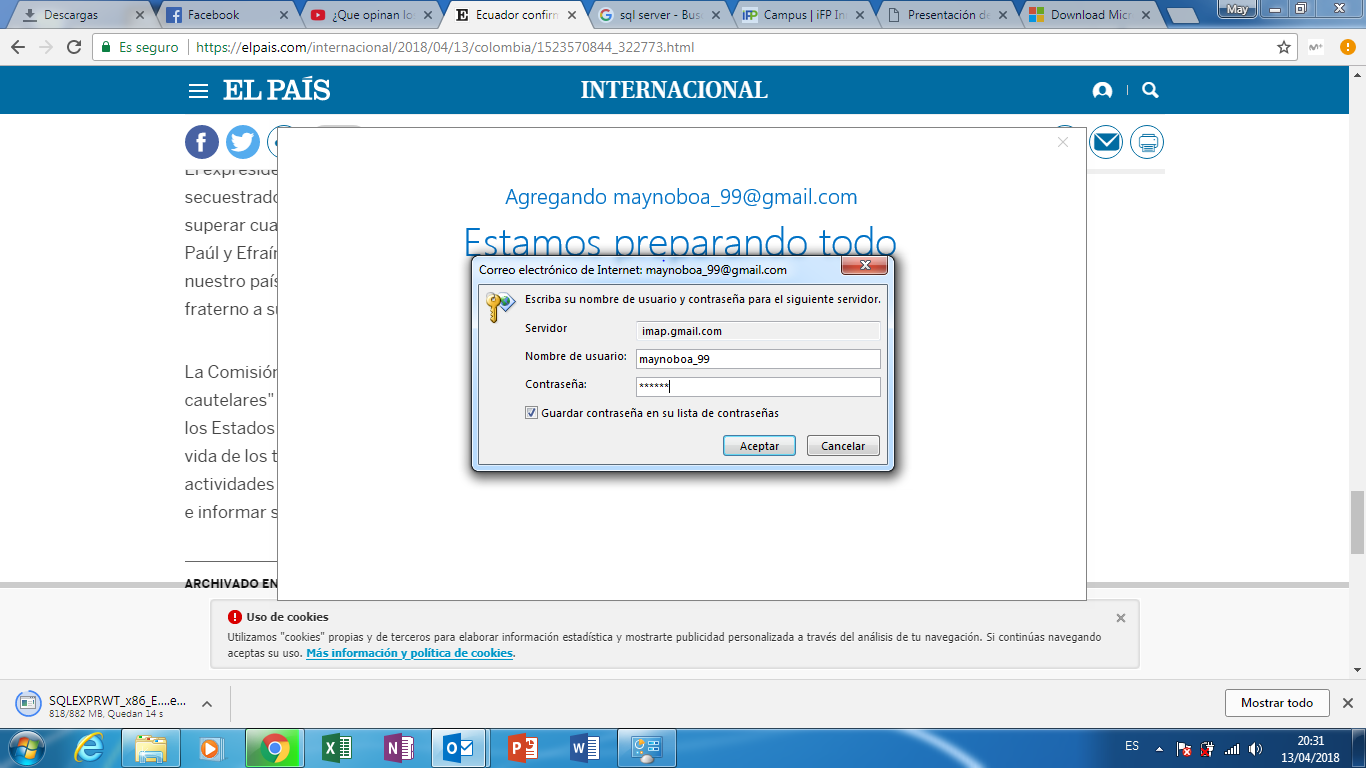 Descargas
Facebook
¿Que opinan lo
Ecuador confirm
sql server - Bus
Campus | iFP In
Presentación de
Download Micr
May
Es seguro
https://elpais.com/internacional/2018/04/13/colombia/1523570844_322773.html
EL PAÍS
INTERNACIONAL
El expreside
secuestrado
superar cua
Paúl y Efraín
nuestro país
fraterno a su
La Comisión
cautelares"
los Estados
vida de los t
actividades
e informar s
ARCHIVADO EN
Agregando maynoboa_99@gmail.com
Estamos preparando todo
Correo electrónico de Internet: maynoboa_99@gmail.com
Escriba su nombre de usuario y contraseña para el siguiente servidor.
Servidor
imap.gmail.com
Nombre de usuario:
maynoboa_99
Contraseña:
******
Guardar contraseña en su lista de contraseñas
Aceptar
Cancelar
Uso de cookies
Utilizamos "cookies" propias y de terceros para elaborar información estadística y mostrarte publicidad personalizada a través del análisis de tu navegación. Si continúas navegando
aceptas su uso. Más información y política de cookies.
SQLEXPRWT_x86_E....e...
818/882 MB, Quedan 14 s
Mostrar todo
ES
20:31
13/04/2018